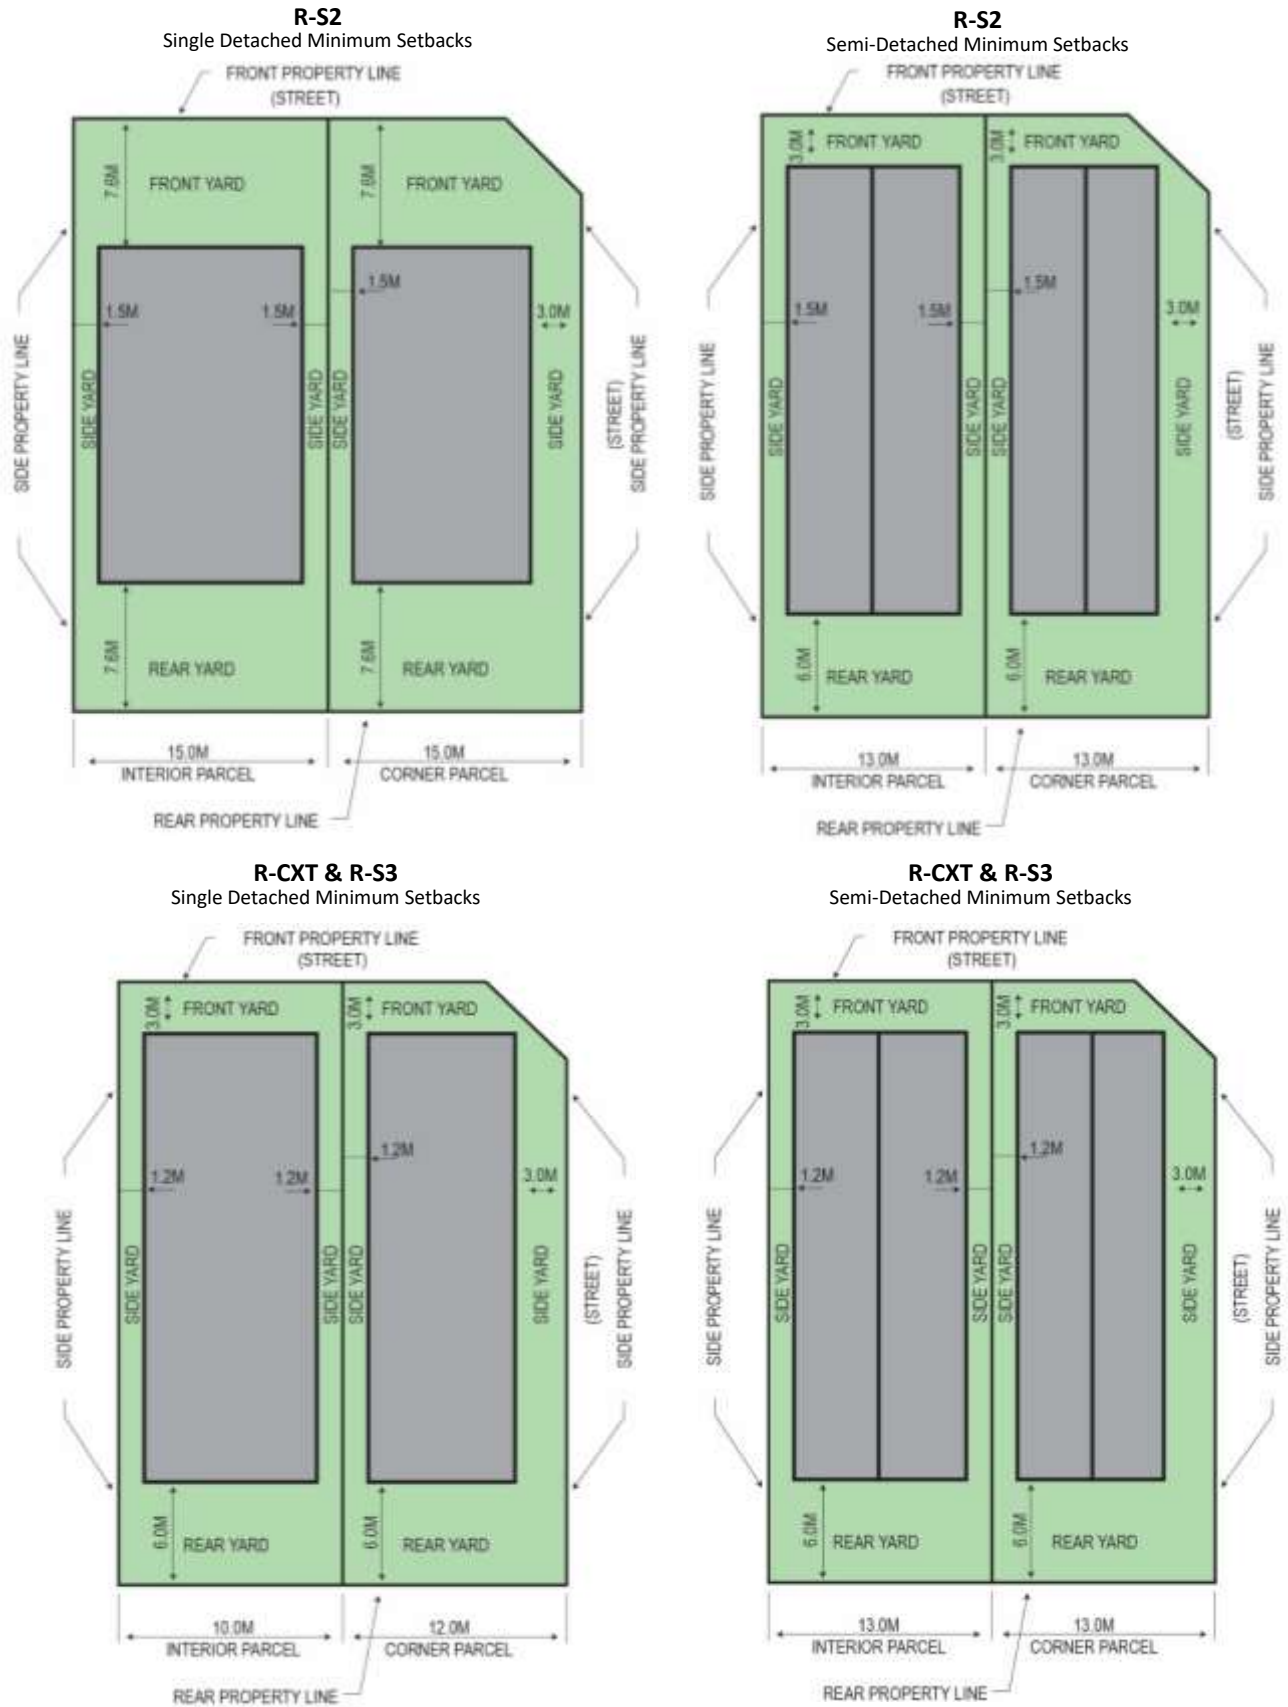 R-S2
Single Detached Minimum Setbacks
FRONT PROPERTY LINE
(STREET)
7.6M
FRONT YARD
7.6M
FRONT YARD
1.5M
1.5M
1.5M
3.0M
SIDE PROPERTY LINE
SIDE YARD
SIDE YARD
SIDE YARD
SIDE YARD
(STREET)
SIDE PROPERTY LINE
7.6M
REAR YARD
7.6M
REAR YARD
15.0M
INTERIOR PARCEL
15.0M
CORNER PARCEL
REAR PROPERTY LINE
R-S2
Semi-Detached Minimum Setbacks
FRONT PROPERTY LINE
(STREET)
3.0M
FRONT YARD
3.0M
FRONT YARD
1.5M
1.5M
1.5M
3.0M
SIDE PROPERTY LINE
SIDE YARD
SIDE YARD
SIDE YARD
SIDE YARD
(STREET)
SIDE PROPERTY LINE
6.0M
REAR YARD
6.0M
REAR YARD
13.0M
INTERIOR PARCEL
13.0M
CORNER PARCEL
REAR PROPERTY LINE
R-CXT & R-S3
Single Detached Minimum Setbacks
FRONT PROPERTY LINE
(STREET)
3.0M
FRONT YARD
3.0M
FRONT YARD
1.2M
1.2M
1.2M
3.0M
SIDE PROPERTY LINE
SIDE YARD
SIDE YARD
SIDE YARD
SIDE YARD
(STREET)
SIDE PROPERTY LINE
6.0M
REAR YARD
6.0M
REAR YARD
10.0M
INTERIOR PARCEL
12.0M
CORNER PARCEL
REAR PROPERTY LINE
R-CXT & R-S3
Semi-Detached Minimum Setbacks
FRONT PROPERTY LINE
(STREET)
3.0M
FRONT YARD
3.0M
FRONT YARD
1.2M
1.2M
1.2M
3.0M
SIDE PROPERTY LINE
SIDE YARD
SIDE YARD
SIDE YARD
SIDE YARD
(STREET)
SIDE PROPERTY LINE
6.0M
REAR YARD
6.0M
REAR YARD
13.0M
INTERIOR PARCEL
13.0M
CORNER PARCEL
REAR PROPERTY LINE